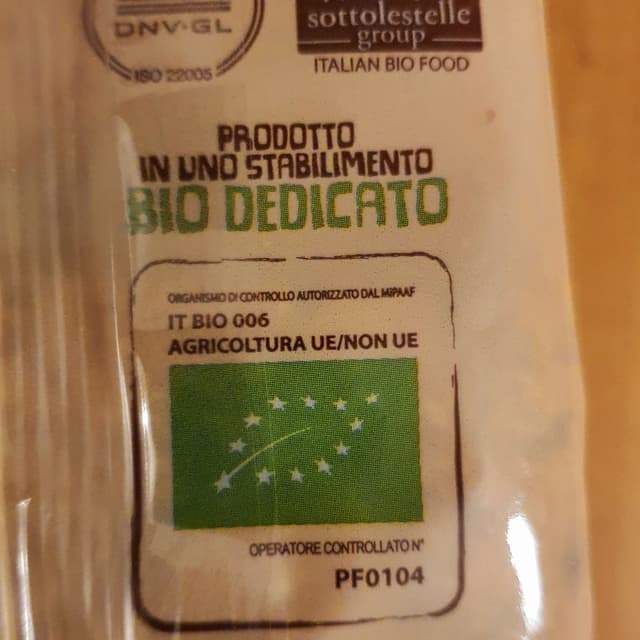 DNV·GL
ISO 22005
sottolestelle
group
ITALIAN BIO FOOD
PRODOTTO
IN UNO STABILIMENTO
BIO DEDICATO
ORGANISMO DI CONTROLLO AUTORIZZATO DAL MIPAAF
IT BIO 006
AGRICOLTURA UE/NON UE
OPERATORE CONTROLLATO N°
PF0104